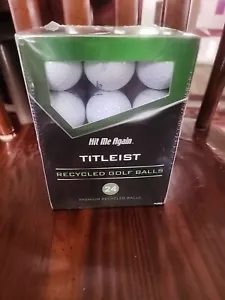 Hit Me Again
TITLEIST
RECYCLED GOLF BALLS
24
PREMIUM RECYCLED BALLS